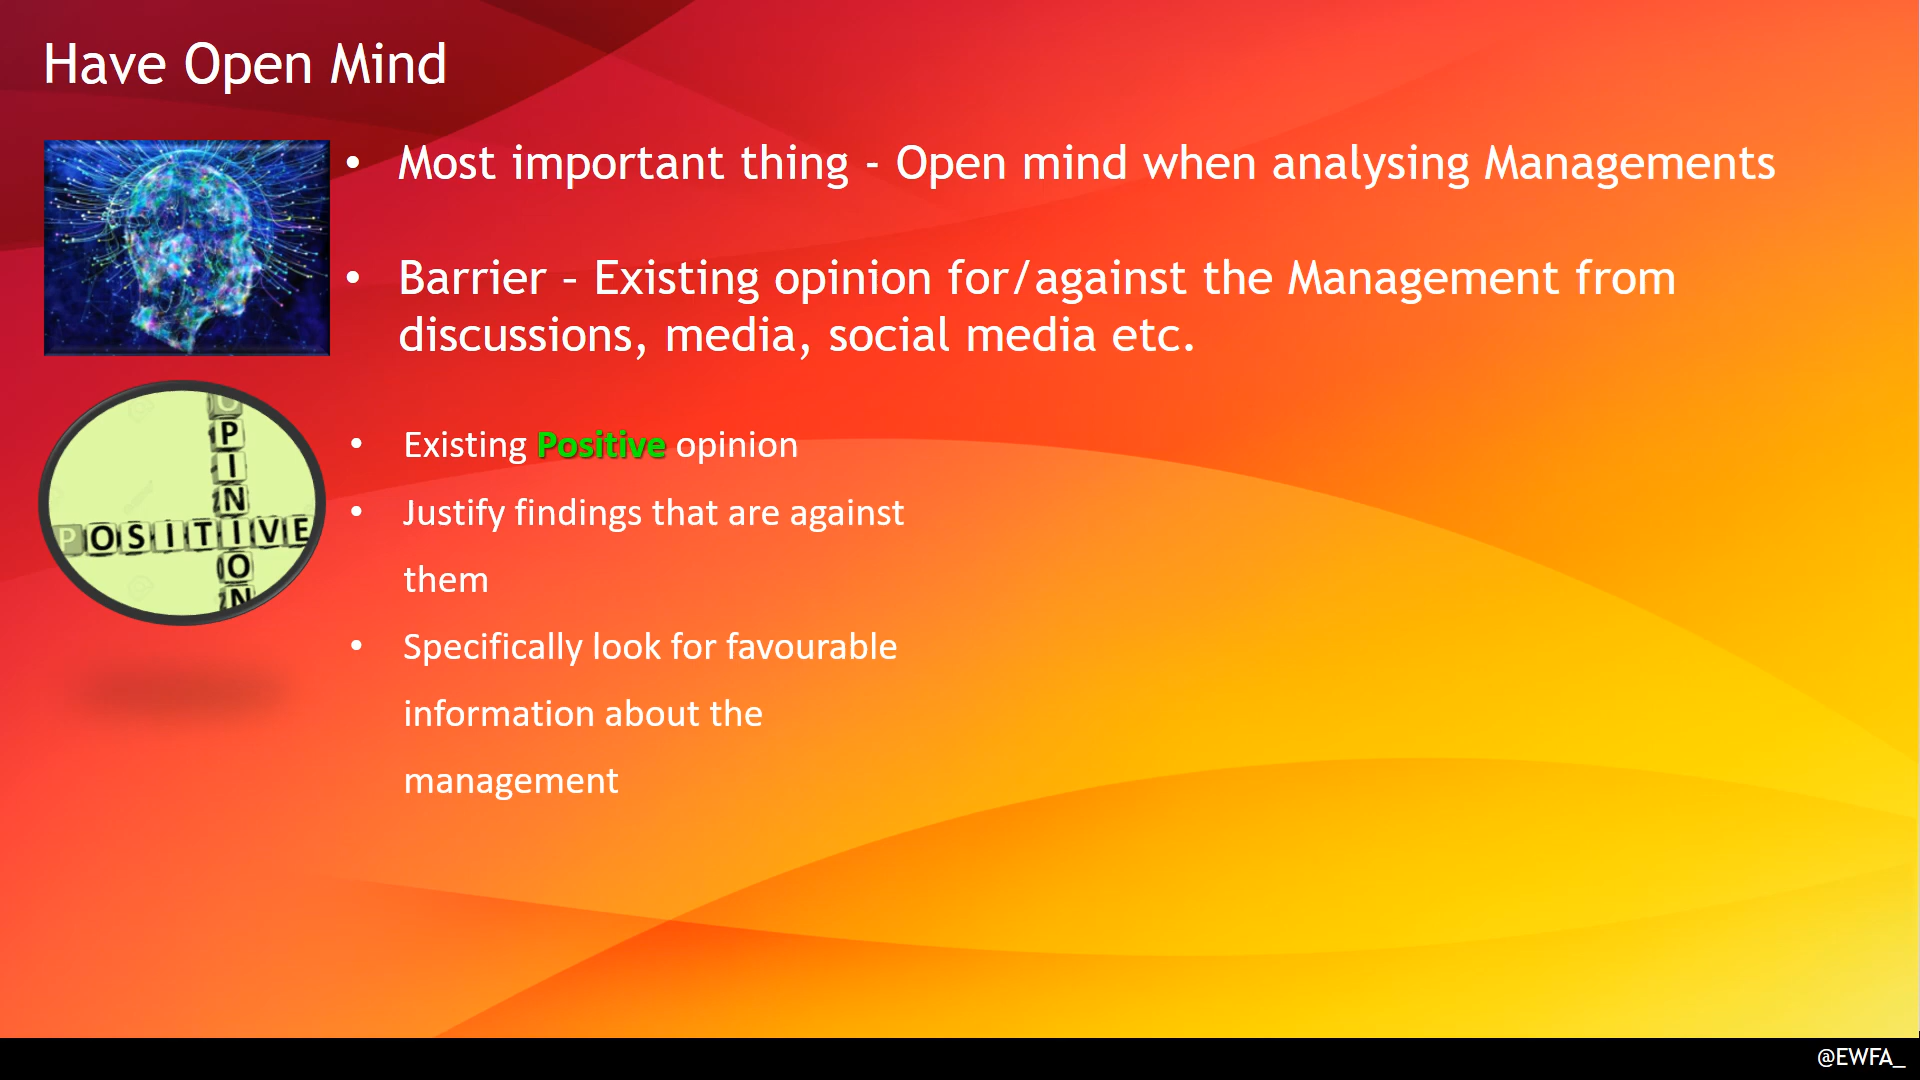 Have Open Mind
• Most important thing - Open mind when analysing Managements
• Barrier – Existing opinion for/against the Management from
discussions, media, social media etc.
OPINION
POSITIVE
• Existing Positive opinion
• Justify findings that are against
them
• Specifically look for favourable
information about the
management
@EWFA_